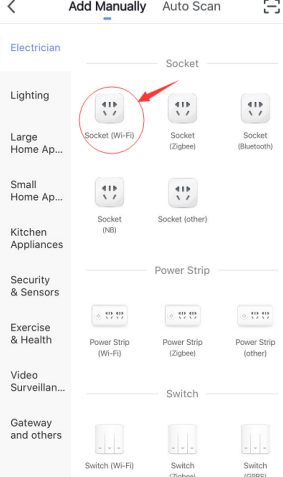 Add Manually Auto Scan
Electrician
Lighting
Large
Home Ap...
Small
Home Ap...
Kitchen
Appliances
Security
& Sensors
Exercise
& Health
Video
Surveillan...
Gateway
and others
Socket
Socket (Wi-Fi)
Socket
(Zigbee)
Socket
(Bluetooth)
Socket
(NB)
Socket (other)
Power Strip
Power Strip
(Wi-Fi)
Power Strip
(Zigbee)
Power Strip
(other)
Switch
Switch (Wi-Fi)
Switch
(Zigbee)
Switch
(GPRS)